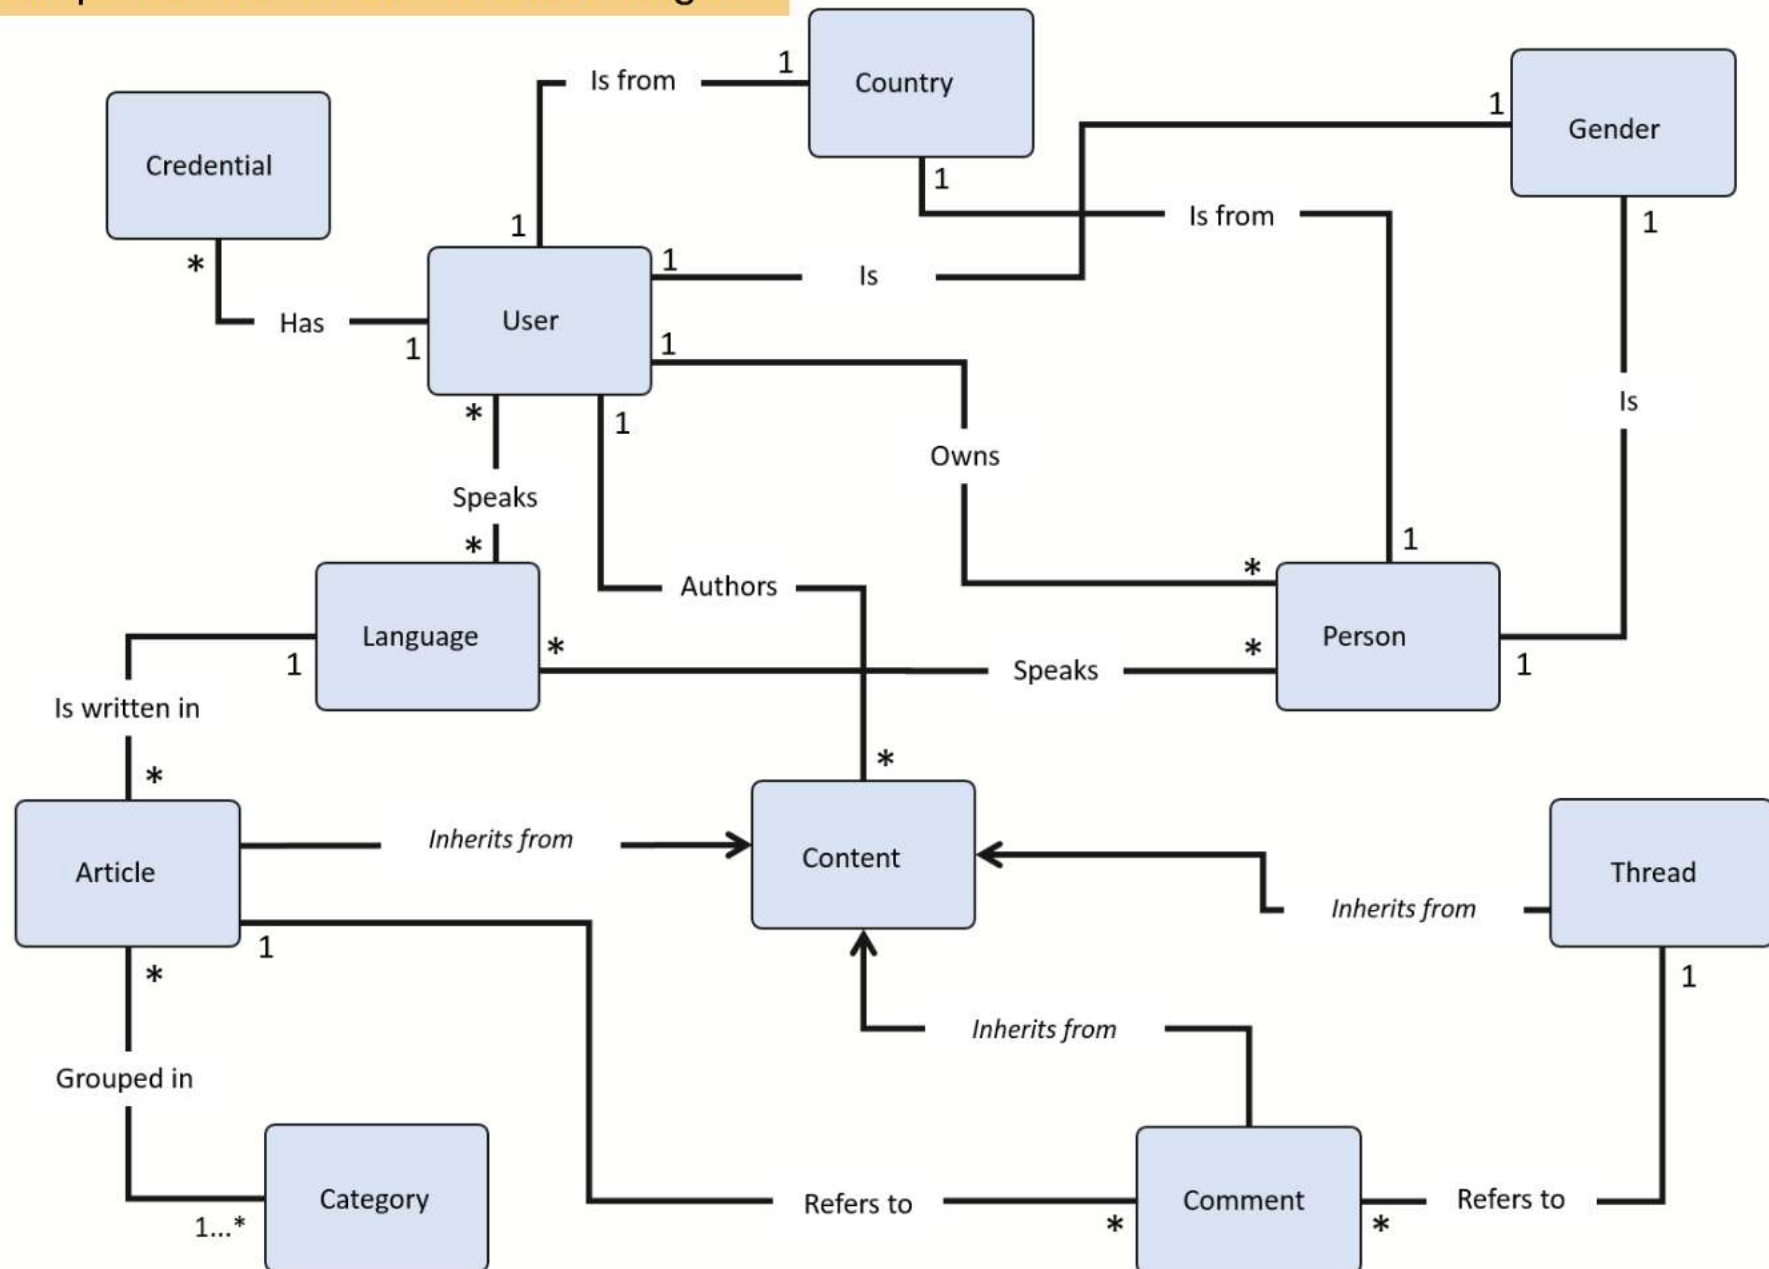 Country
1
Is from
1
Gender
1
Credential
1
1
Is from
1
*
1
Is
User
Has
1
1
*
1
Is
Owns
Speaks
*
1
*
Authors
Language
*
*
Person
1
Speaks
1
Is written in
*
*
Inherits from
Content
Article
Thread
Inherits from
1
*
1
Inherits from
Grouped in
Category
Refers to
Comment
Refers to
1...*
*
*